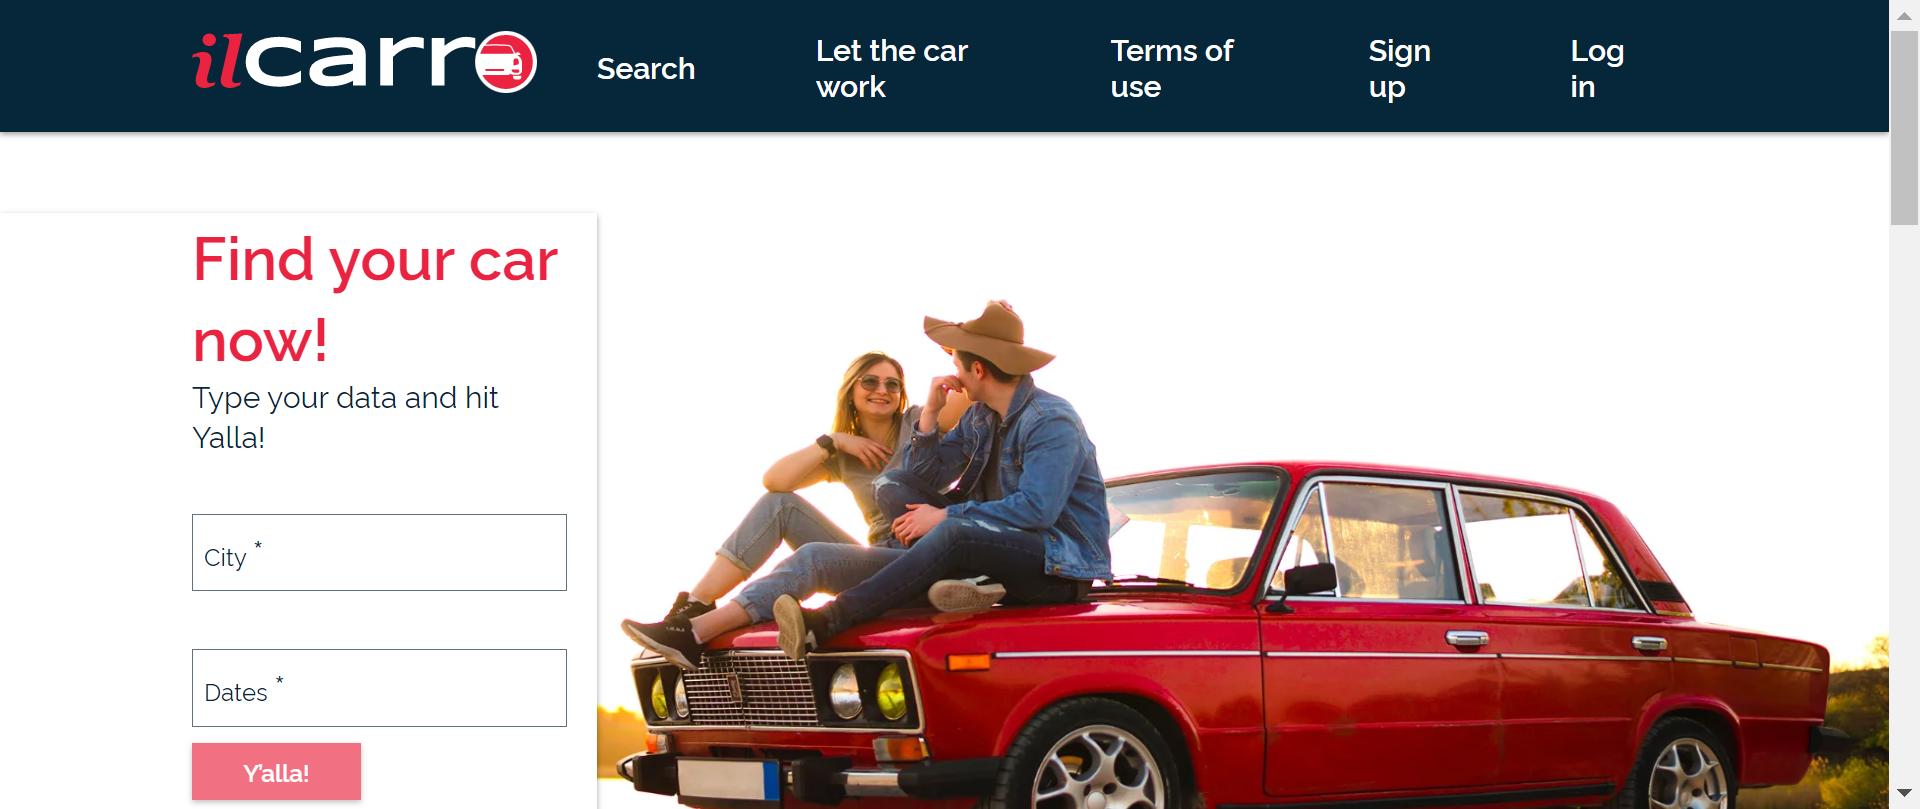 ilcarro
Search
Let the car
work
Terms of
use
Sign
up
Log
in
Find your car
now!
Type your data and hit
Yalla!
City *
Dates *
Y'alla!